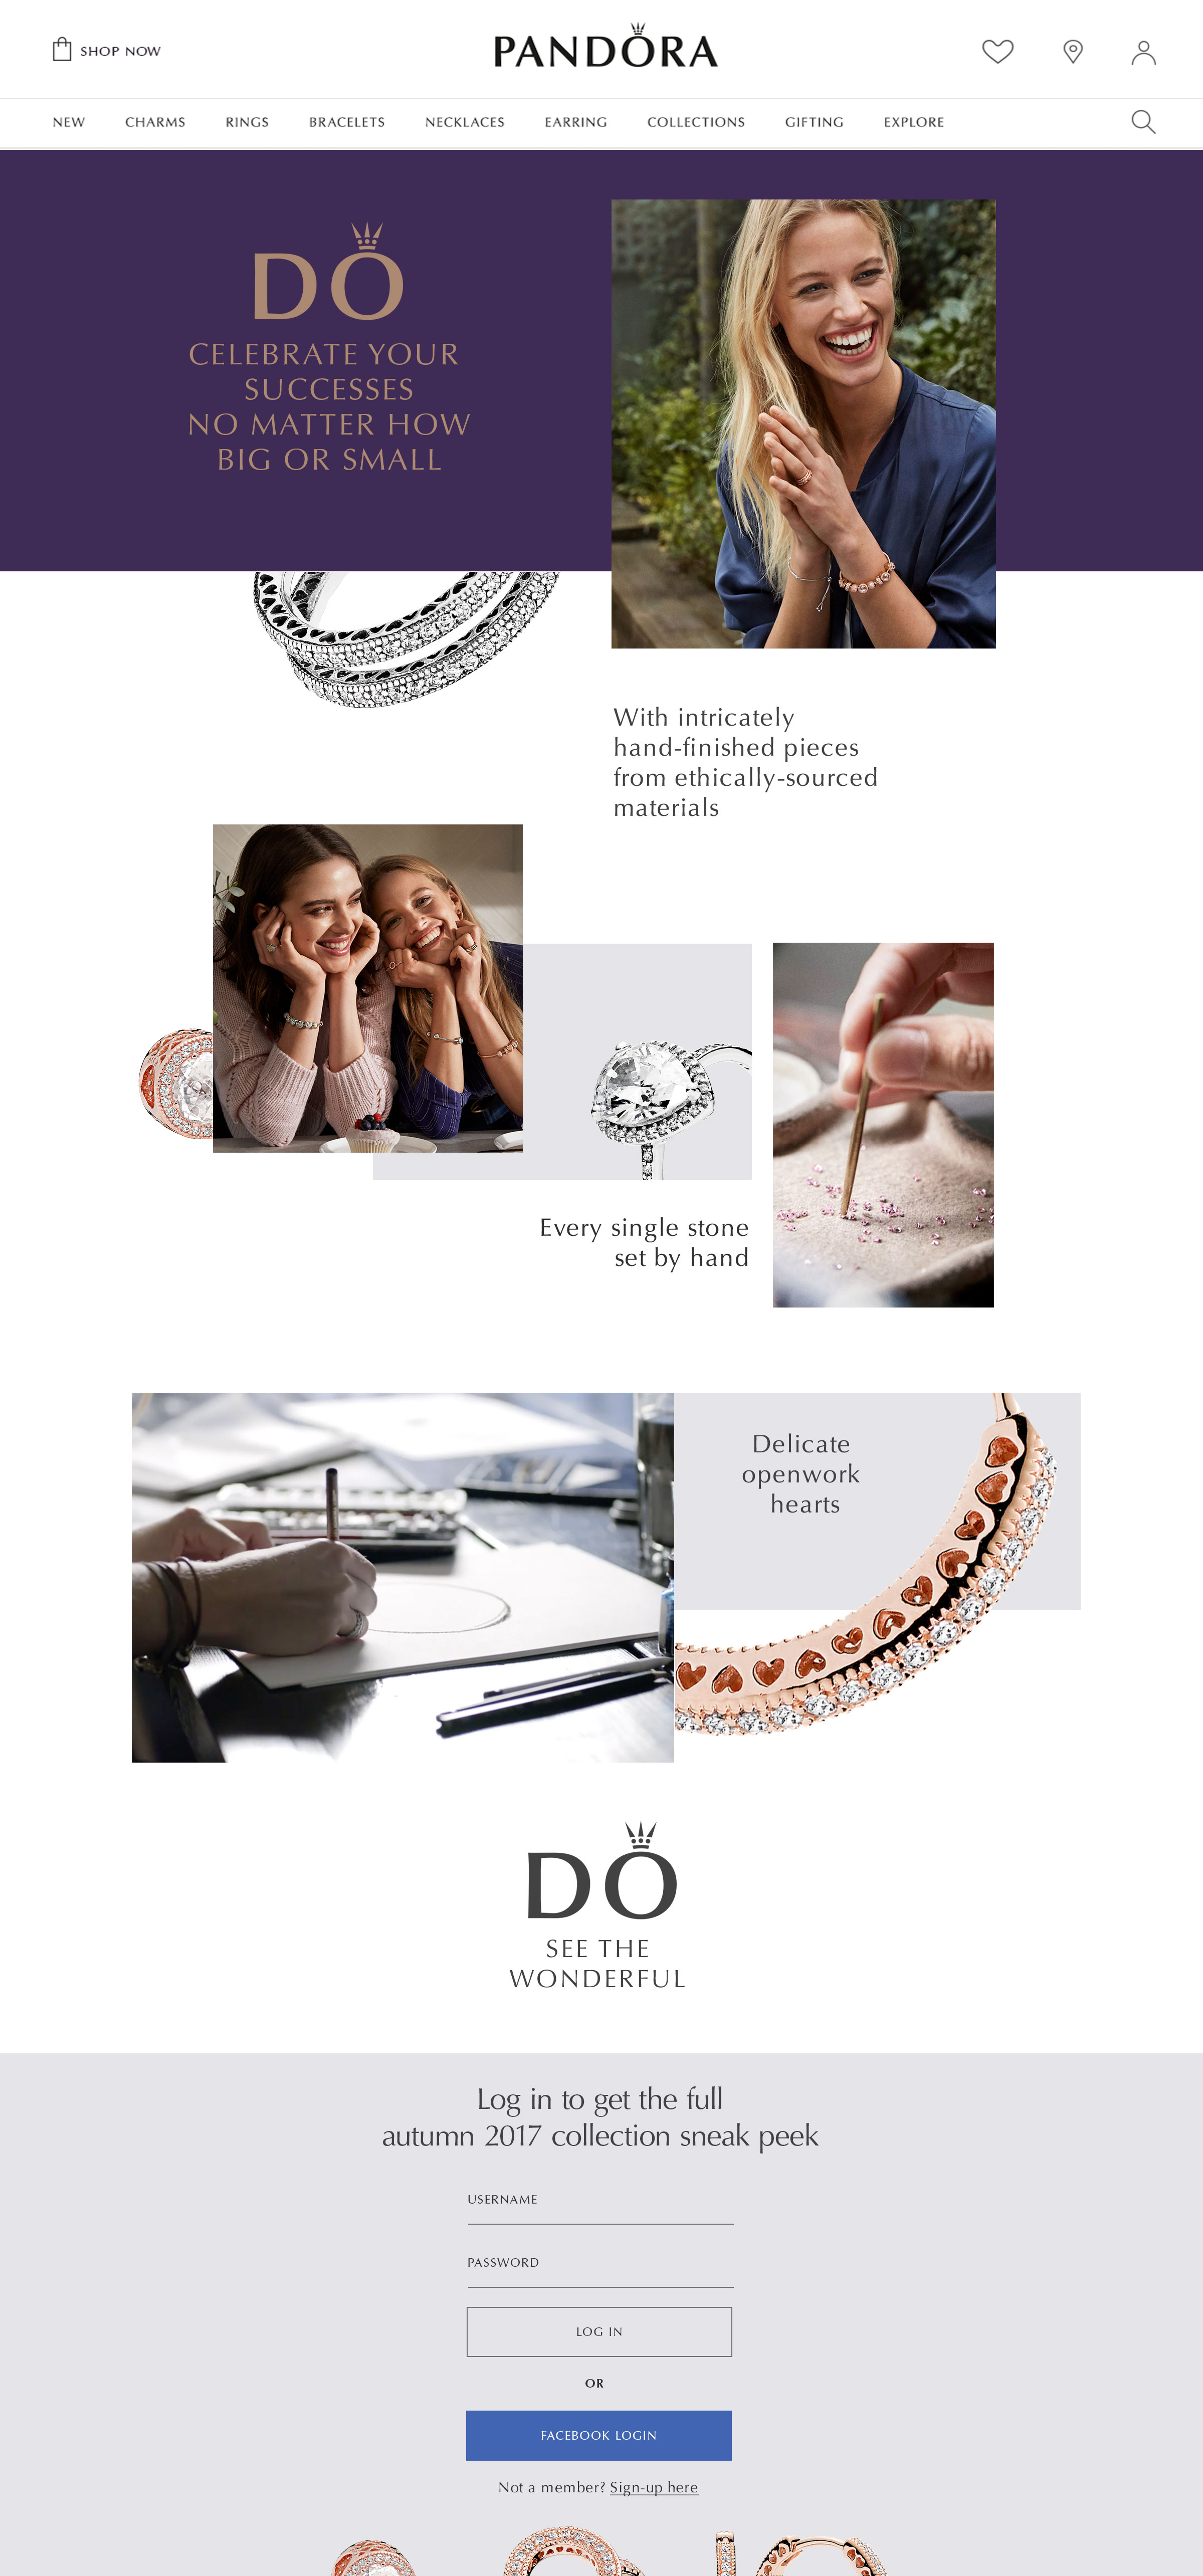 SHOP NOW
PANDORA
NEW CHARMS RINGS BRACELETS NECKLACES EARRING COLLECTIONS GIFTING EXPLORE
DO
CELEBRATE YOUR
SUCCESSES
NO MATTER HOW
BIG OR SMALL
With intricately
hand-finished pieces
from ethically-sourced
materials
Every single stone
set by hand
Delicate
openwork
hearts
DO
SEE THE
WONDERFUL
Log in to get the full
autumn 2017 collection sneak peek
USERNAME
PASSWORD
LOG IN
OR
FACEBOOK LOGIN
Not a member? Sign-up here